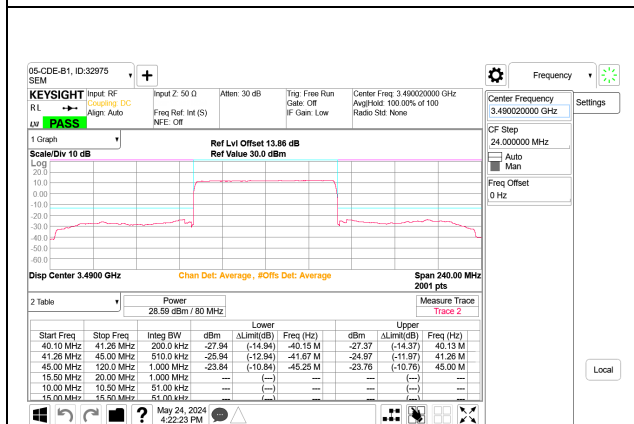 05-CDE-B1, ID:32975
SEM
+
Frequency
KEYSIGHT
RL
LXI PASS
Input: RF
Coupling: DC
Align: Auto
Input Z: 50 Ω
Freq Ref: Int (S)
NFE: Off
Atten: 30 dB
Trig: Free Run
Gate: Off
IF Gain: Low
Center Freq: 3.490020000 GHz
Avg|Hold: 100.00% of 100
Radio Std: None
Center Frequency
3.490020000 GHz
Settings
CF Step
24.000000 MHz
Auto
Man
Freq Offset
0 Hz
1 Graph
Ref Lvl Offset 13.86 dB
Scale/Div 10 dB
Ref Value 30.0 dBm
Log
20.0
10.0
0.00
-10.0
-20.0
-30.0
-40.0
-50.0
-60.0
Disp Center 3.4900 GHz
Chan Det: Average, #Offs Det: Average
Span 240.00 MHz
2001 pts
2 Table
Power
28.59 dBm / 80 MHz
Measure Trace
Trace 2
Lower Upper
Start Freq Stop Freq Integ BW dBm ΔLimit(dB) Freq (Hz) dBm ΔLimit(dB) Freq (Hz)
40.10 MHz 41.26 MHz 200.0 kHz -27.94 (-14.94) -40.15 M -27.37 (-14.37) 40.13 M
41.26 MHz 45.00 MHz 510.0 kHz -25.94 (-12.94) -41.67 M -24.97 (-11.97) 41.26 M
45.00 MHz 120.0 MHz 1.000 MHz -23.84 (-10.84) -45.25 M -23.76 (-10.76) 45.00 M
15.50 MHz 20.00 MHz 1.000 MHz --- (---) --- --- (---) ---
10.00 MHz 10.50 MHz 51.00 kHz --- (---) --- --- (---) ---
15.00 MHz 15.50 MHz 51.00 kHz --- (---) --- --- (---) ---
Local
?
May 24, 2024
4:22:23 PM